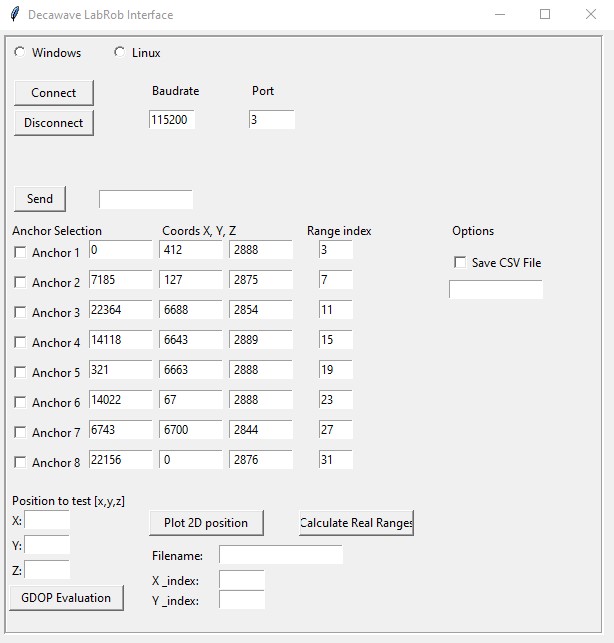 Decawave LabRob Interface
Windows Linux
Connect Baudrate Port
Disconnect 115200 3
Send
Anchor Selection Coords X, Y, Z Range index Options
Anchor 1 0 412 2888 3 Save CSV File
Anchor 2 7185 127 2875 7
Anchor 3 22364 6688 2854 11
Anchor 4 14118 6643 2889 15
Anchor 5 321 6663 2888 19
Anchor 6 14022 67 2888 23
Anchor 7 6743 6700 2844 27
Anchor 8 22156 0 2876 31
Position to test [x,y,z]
X: Plot 2D position Calculate Real Ranges
Y:
Filename:
Z:
X _index:
GDOP Evaluation
Y _index: